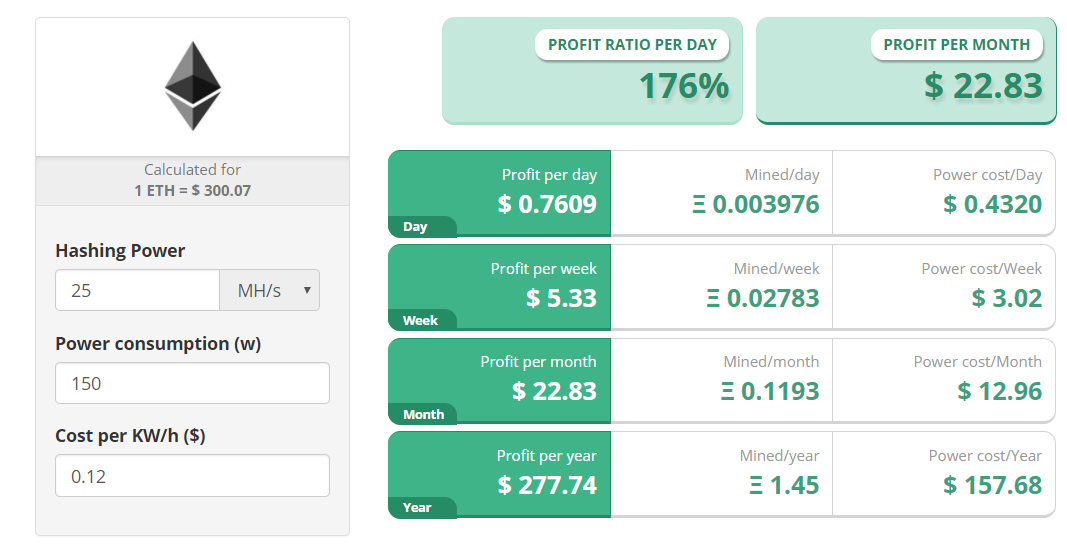 Calculated for
1 ETH = $ 300.07
Hashing Power
25 MH/s
Power consumption (w)
150
Cost per KW/h ($)
0.12
PROFIT RATIO PER DAY
176%
PROFIT PER MONTH
$ 22.83
Profit per day
$ 0.7609
Day
Mined/day
Ξ 0.003976
Power cost/Day
$ 0.4320
Profit per week
$ 5.33
Week
Mined/week
Ξ 0.02783
Power cost/Week
$ 3.02
Profit per month
$ 22.83
Month
Mined/month
Ξ 0.1193
Power cost/Month
$ 12.96
Profit per year
$ 277.74
Year
Mined/year
Ξ 1.45
Power cost/Year
$ 157.68